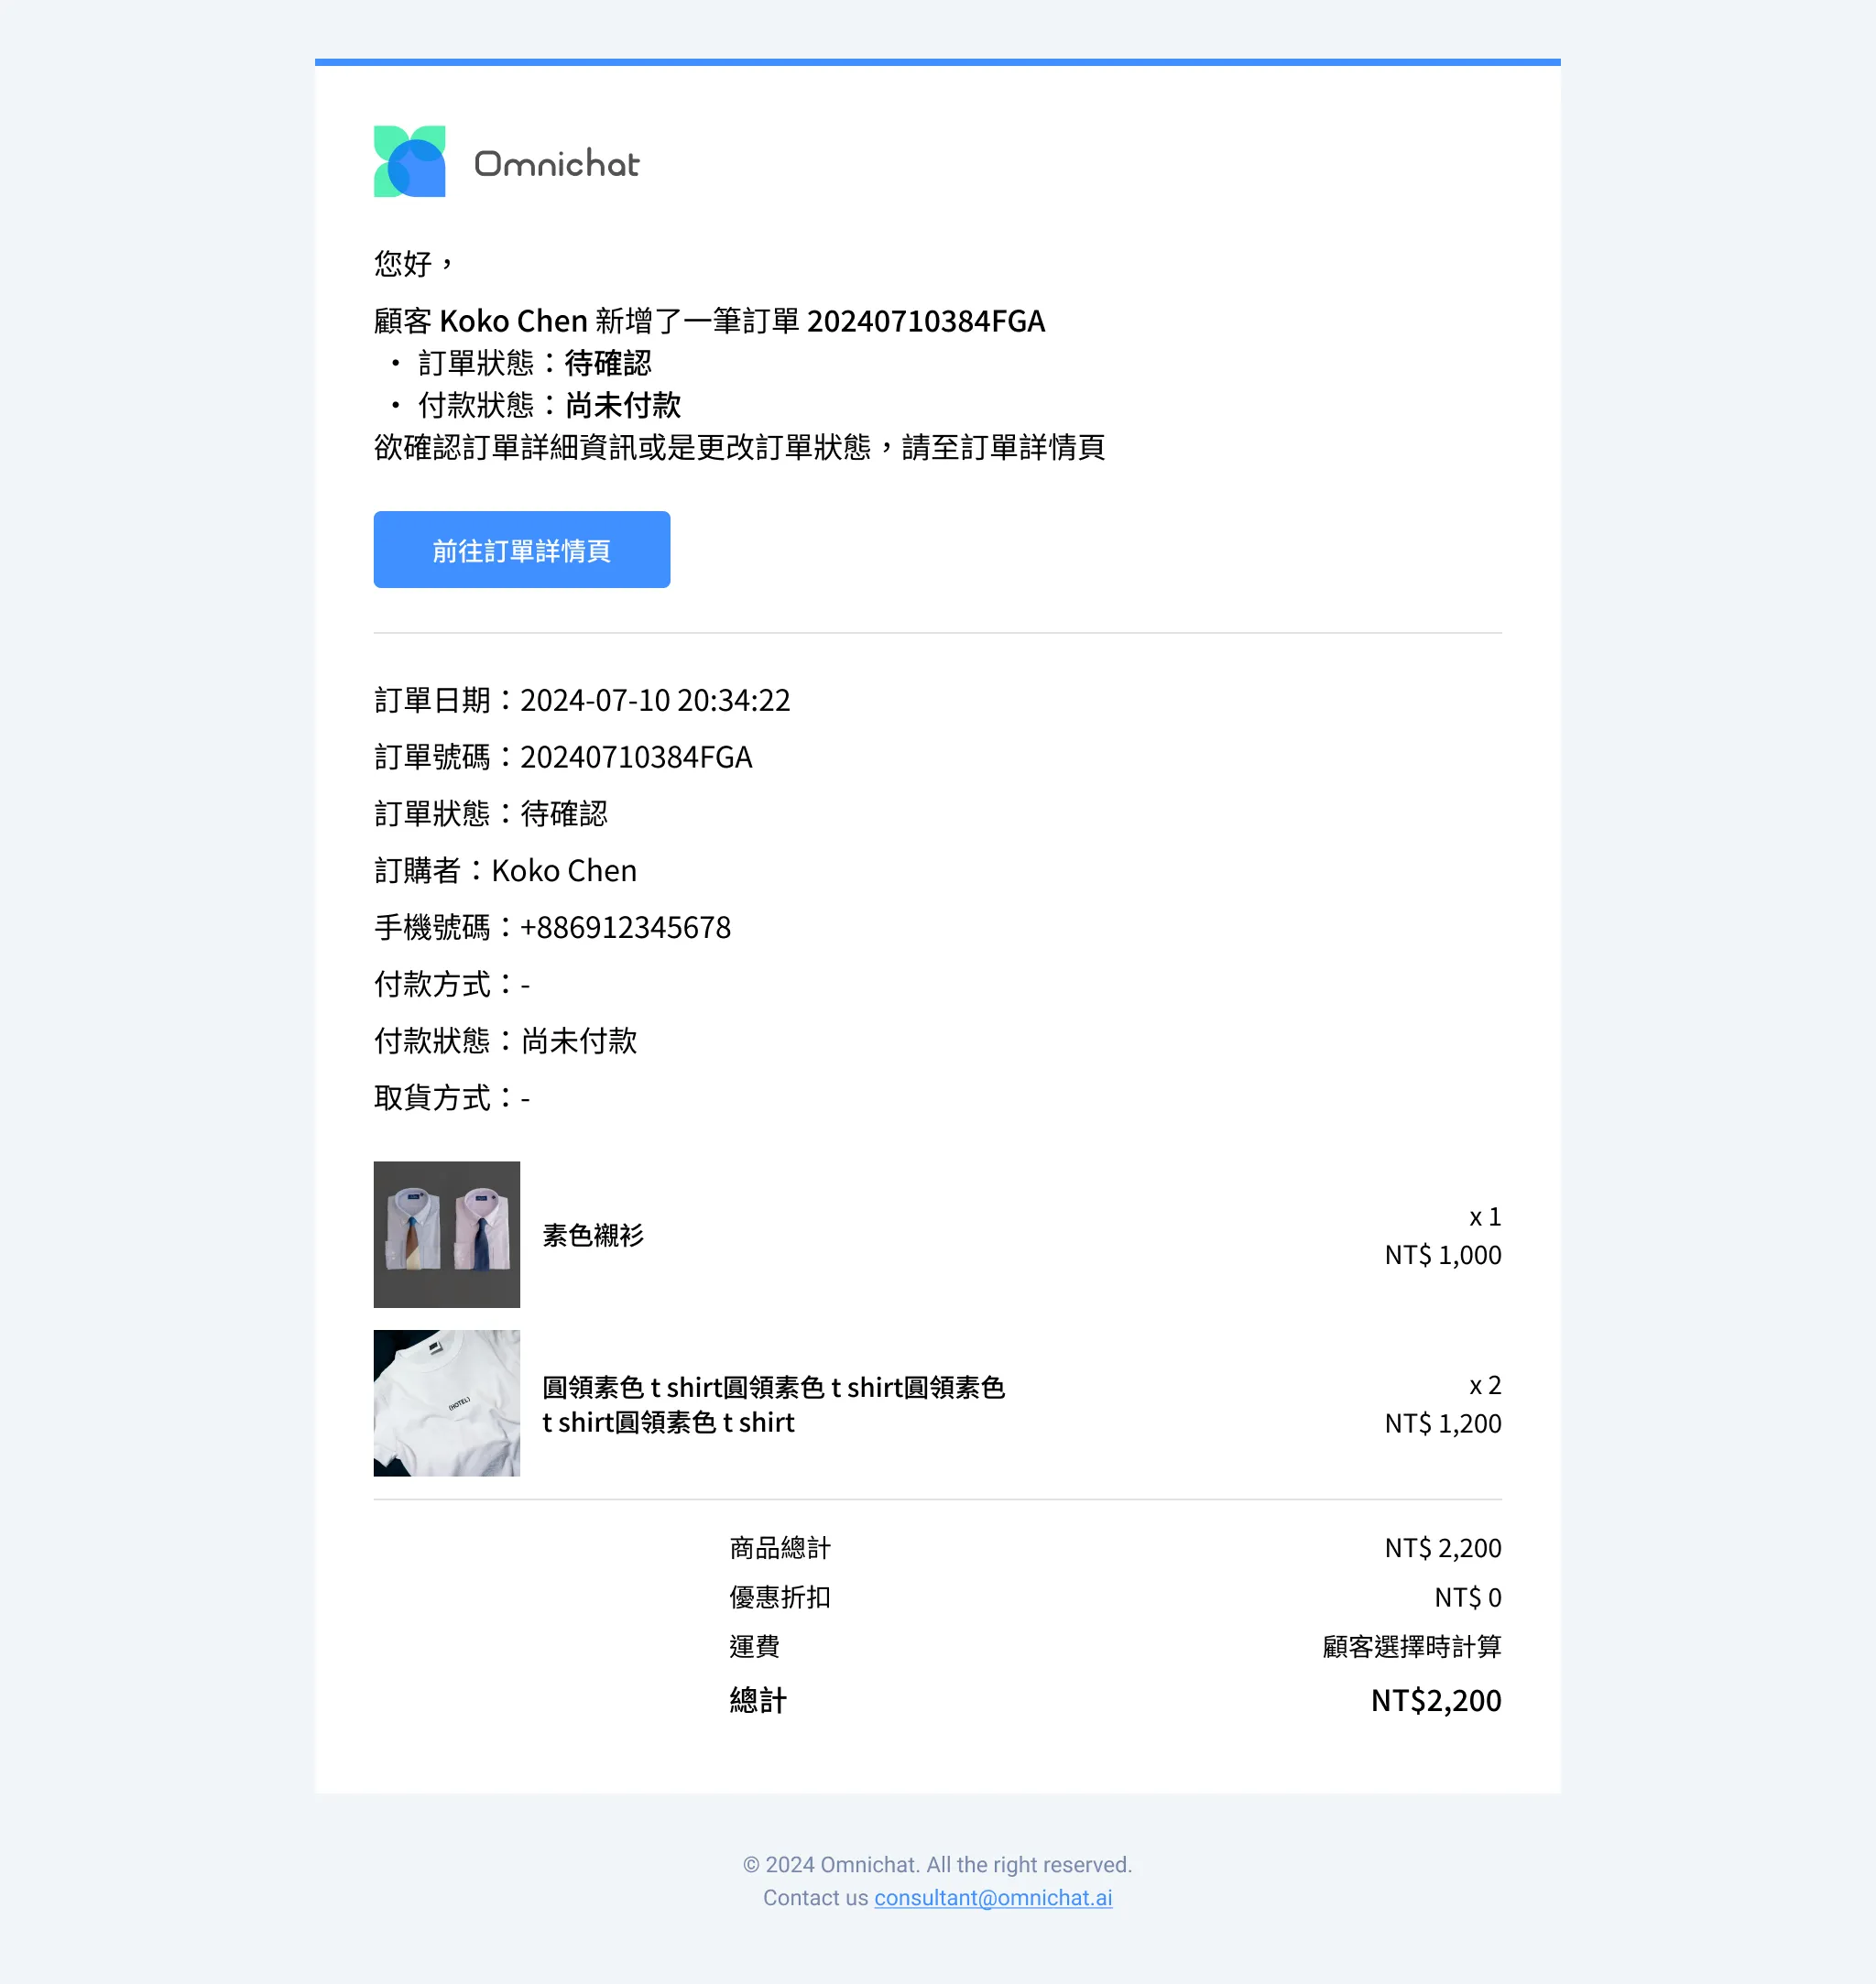 Omnichat
您好，
顧客 Koko Chen 新增了一筆訂單 20240710384FGA
• 訂單狀態：待確認
• 付款狀態：尚未付款
欲確認訂單詳細資訊或是更改訂單狀態，請至訂單詳情頁
前往訂單詳情頁
訂單日期：2024-07-10 20:34:22
訂單號碼：20240710384FGA
訂單狀態：待確認
訂購者：Koko Chen
手機號碼：+886912345678
付款方式：-
付款狀態：尚未付款
取貨方式：-
素色襯衫
x 1
NT$ 1,000
(HOTEL)
圓領素色 t shirt圓領素色 t shirt圓領素色
t shirt圓領素色 t shirt
x 2
NT$ 1,200
商品總計 NT$ 2,200
優惠折扣 NT$ 0
運費 顧客選擇時計算
總計 NT$2,200
© 2024 Omnichat. All the right reserved.
Contact us consultant@omnichat.ai